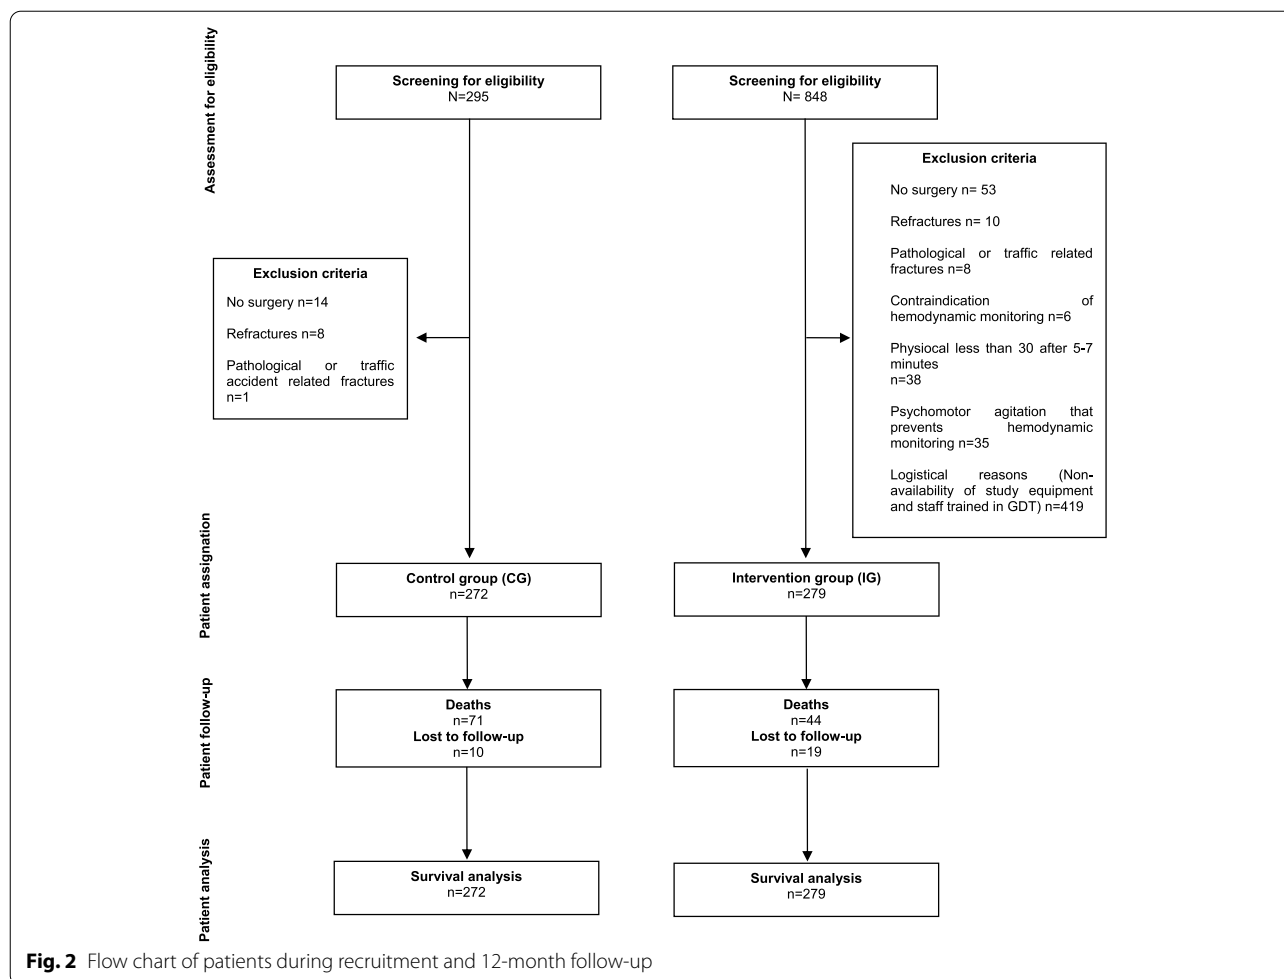 Assessment for eligibility
Screening for eligibility
N=295
Screening for eligibility
N= 848
Exclusion criteria
No surgery n=14
Refractures n=8
Pathological or traffic
accident related fractures
n=1
Exclusion criteria
No surgery n= 53
Refractures n= 10
Pathological or traffic related
fractures n=8
Contraindication of
hemodynamic monitoring n=6
Physiocal less than 30 after 5-7
minutes
n=38
Psychomotor agitation that
prevents hemodynamic
monitoring n=35
Logistical reasons (Non-
availability of study equipment
and staff trained in GDT) n=419
Patient assignation
Control group (CG)
n=272
Intervention group (IG)
n=279
Patient follow-up
Deaths
n=71
Lost to follow-up
n=10
Deaths
n=44
Lost to follow-up
n=19
Patient analysis
Survival analysis
n=272
Survival analysis
n=279
Fig. 2 Flow chart of patients during recruitment and 12-month follow-up